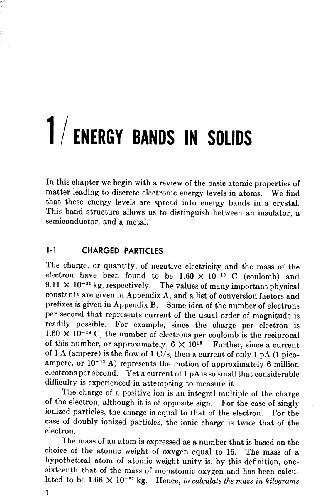 1/ ENERGY BANDS IN SOLIDS
In this chapter we begin with a review of the basic atomic properties of
matter leading to discrete electronic energy levels in atoms. We find
that these energy levels are spread into energy bands in a crystal.
This band structure allows us to distinguish between an insulator, a
semiconductor, and a metal.
1-1 CHARGED PARTICLES
The charge, or quantity, of negative electricity and the mass of the
electron have been found to be 1.60 × 10⁻¹⁹ C (coulomb) and
9.11 × 10⁻³¹ kg, respectively. The values of many important physical
constants are given in Appendix A, and a list of conversion factors and
prefixes is given in Appendix B. Some idea of the number of electrons
per second that represents current of the usual order of magnitude is
readily possible. For example, since the charge per electron is
1.60 × 10⁻¹⁹ C, the number of electrons per coulomb is the reciprocal
of this number, or approximately, 6 × 10¹⁸. Further, since a current
of 1 A (ampere) is the flow of 1 C/s, then a current of only 1 pA (1 pico-
ampere, or 10⁻¹² A) represents the motion of approximately 6 million
electrons per second. Yet a current of 1 pA is so small that considerable
difficulty is experienced in attempting to measure it.
The charge of a positive ion is an integral multiple of the charge
of the electron, although it is of opposite sign. For the case of singly
ionized particles, the charge is equal to that of the electron. For the
case of doubly ionized particles, the ionic charge is twice that of the
electron.
The mass of an atom is expressed as a number that is based on the
choice of the atomic weight of oxygen equal to 16. The mass of a
hypothetical atom of atomic weight unity is, by this definition, one-
sixteenth that of the mass of monatomic oxygen and has been calcu-
lated to be 1.66 × 10⁻²⁷ kg. Hence, to calculate the mass in kilograms
1